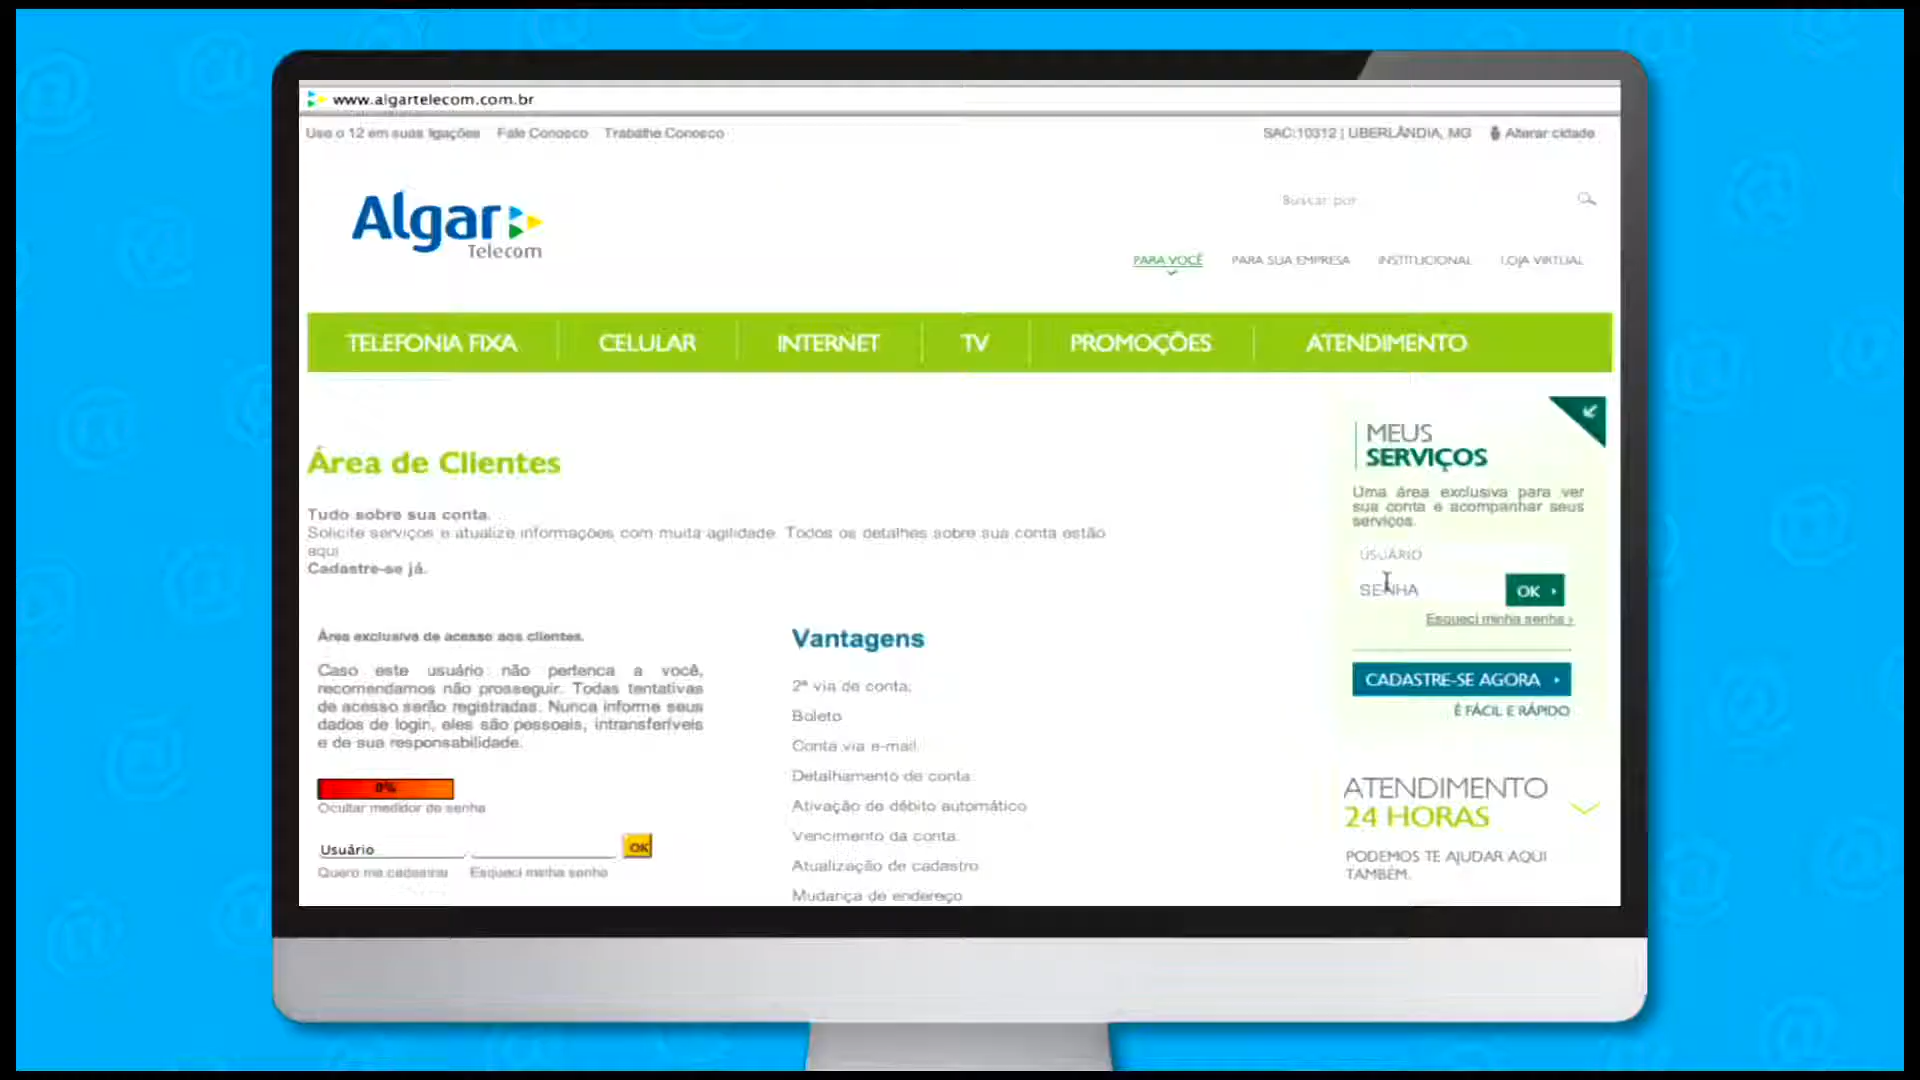 www.algartelecom.com.br
Use o 12 em suas ligações Fale Conosco Trabalhe Conosco
SAC:10312 | UBERLÂNDIA, MG Alterar cidade
Algar
Telecom
Buscar por
PARA VOCÊ PARA SUA EMPRESA INSTITUCIONAL LOJA VIRTUAL
TELEFONIA FIXA CELULAR INTERNET TV PROMOÇÕES ATENDIMENTO
Área de Clientes
Tudo sobre sua conta.
Solicite serviços e atualize informações com muita agilidade. Todos os detalhes sobre sua conta estão
aqui
Cadastre-se já.
Área exclusiva de acesso aos clientes.
Caso este usuário não pertença a você,
recomendamos não prosseguir. Todas tentativas
de acesso serão registradas. Nunca informe seus
dados de login, eles são pessoais, intransferíveis
e de sua responsabilidade.
0%
Ocultar medidor de senha
Usuário
OK
Quero me cadastrar Esqueci minha senha
Vantagens
2ª via de conta;
Boleto
Conta via e-mail
Detalhamento de conta
Ativação de débito automático
Vencimento da conta
Atualização de cadastro
Mudança de endereço
MEUS
SERVIÇOS
Uma área exclusiva para ver
sua conta e acompanhar seus
serviços.
USUÁRIO
SENHA
OK
Esqueci minha senha >
CADASTRE-SE AGORA
É FÁCIL E RÁPIDO
ATENDIMENTO
24 HORAS
PODEMOS TE AJUDAR AQUI
TAMBÉM.